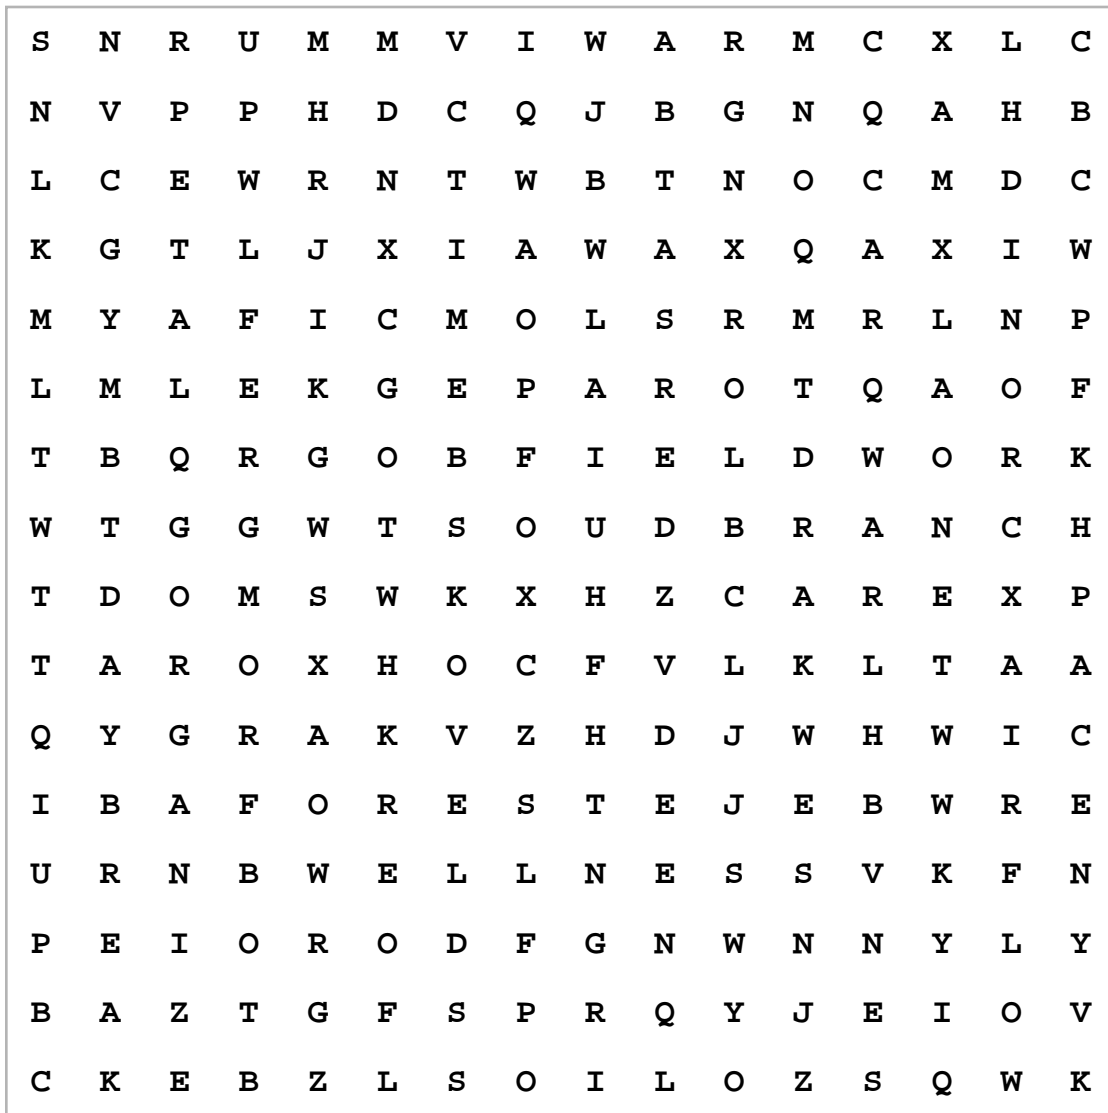 S N R U M M V I W A R M C X L C
N V P P H D C Q J B G N Q A H B
L C E W R N T W B T N O C M D C
K G T L J X I A W A X Q A X I W
M Y A F I C M O L S R M R L N P
L M L E K G E P A R O T Q A O F
T B Q R G O B F I E L D W O R K
W T G G W T S O U D B R A N C H
T D O M S W K X H Z C A R E X P
T A R O X H O C F V L K L T A A
Q Y G R A K V Z H D J W H W I C
I B A F O R E S T E J E B W R E
U R N B W E L L N E S S V K F N
P E I O R O D F G N W N N Y L Y
B A Z T G F S P R Q Y J E I O V
C K E B Z L S O I L O Z S Q W K